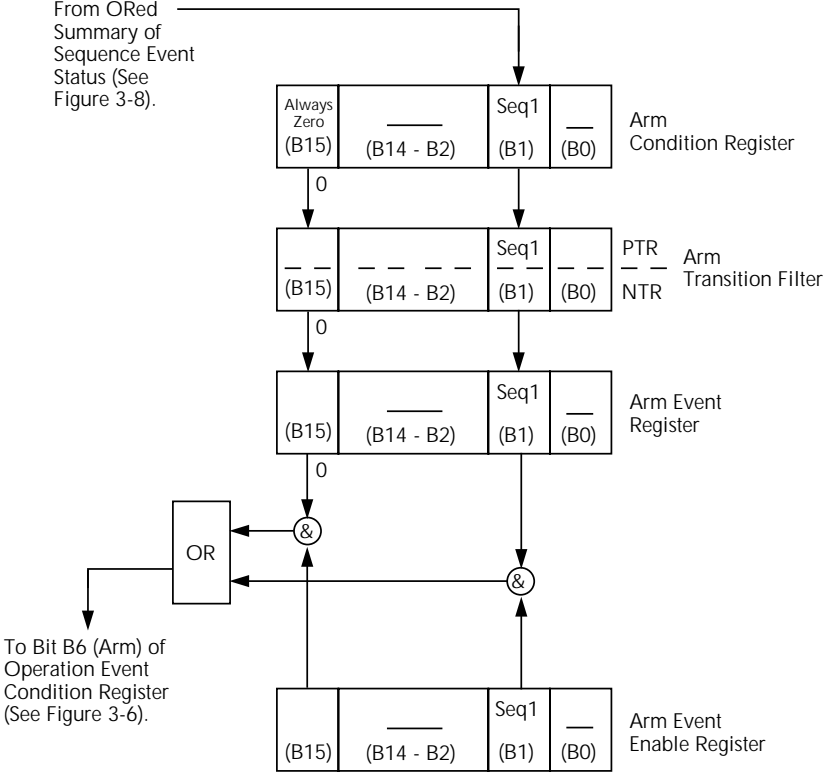 From ORed
Summary of
Sequence Event
Status (See
Figure 3-8).
Always
Zero
(B15)
(B14 - B2)
Seq1
(B1)
(B0)
Arm
Condition Register
0
(B15)
(B14 - B2)
Seq1
(B1)
(B0)
PTR
NTR
Arm
Transition Filter
0
(B15)
(B14 - B2)
Seq1
(B1)
(B0)
Arm Event
Register
0
&
OR
&
To Bit B6 (Arm) of
Operation Event
Condition Register
(See Figure 3-6).
(B15)
(B14 - B2)
Seq1
(B1)
(B0)
Arm Event
Enable Register